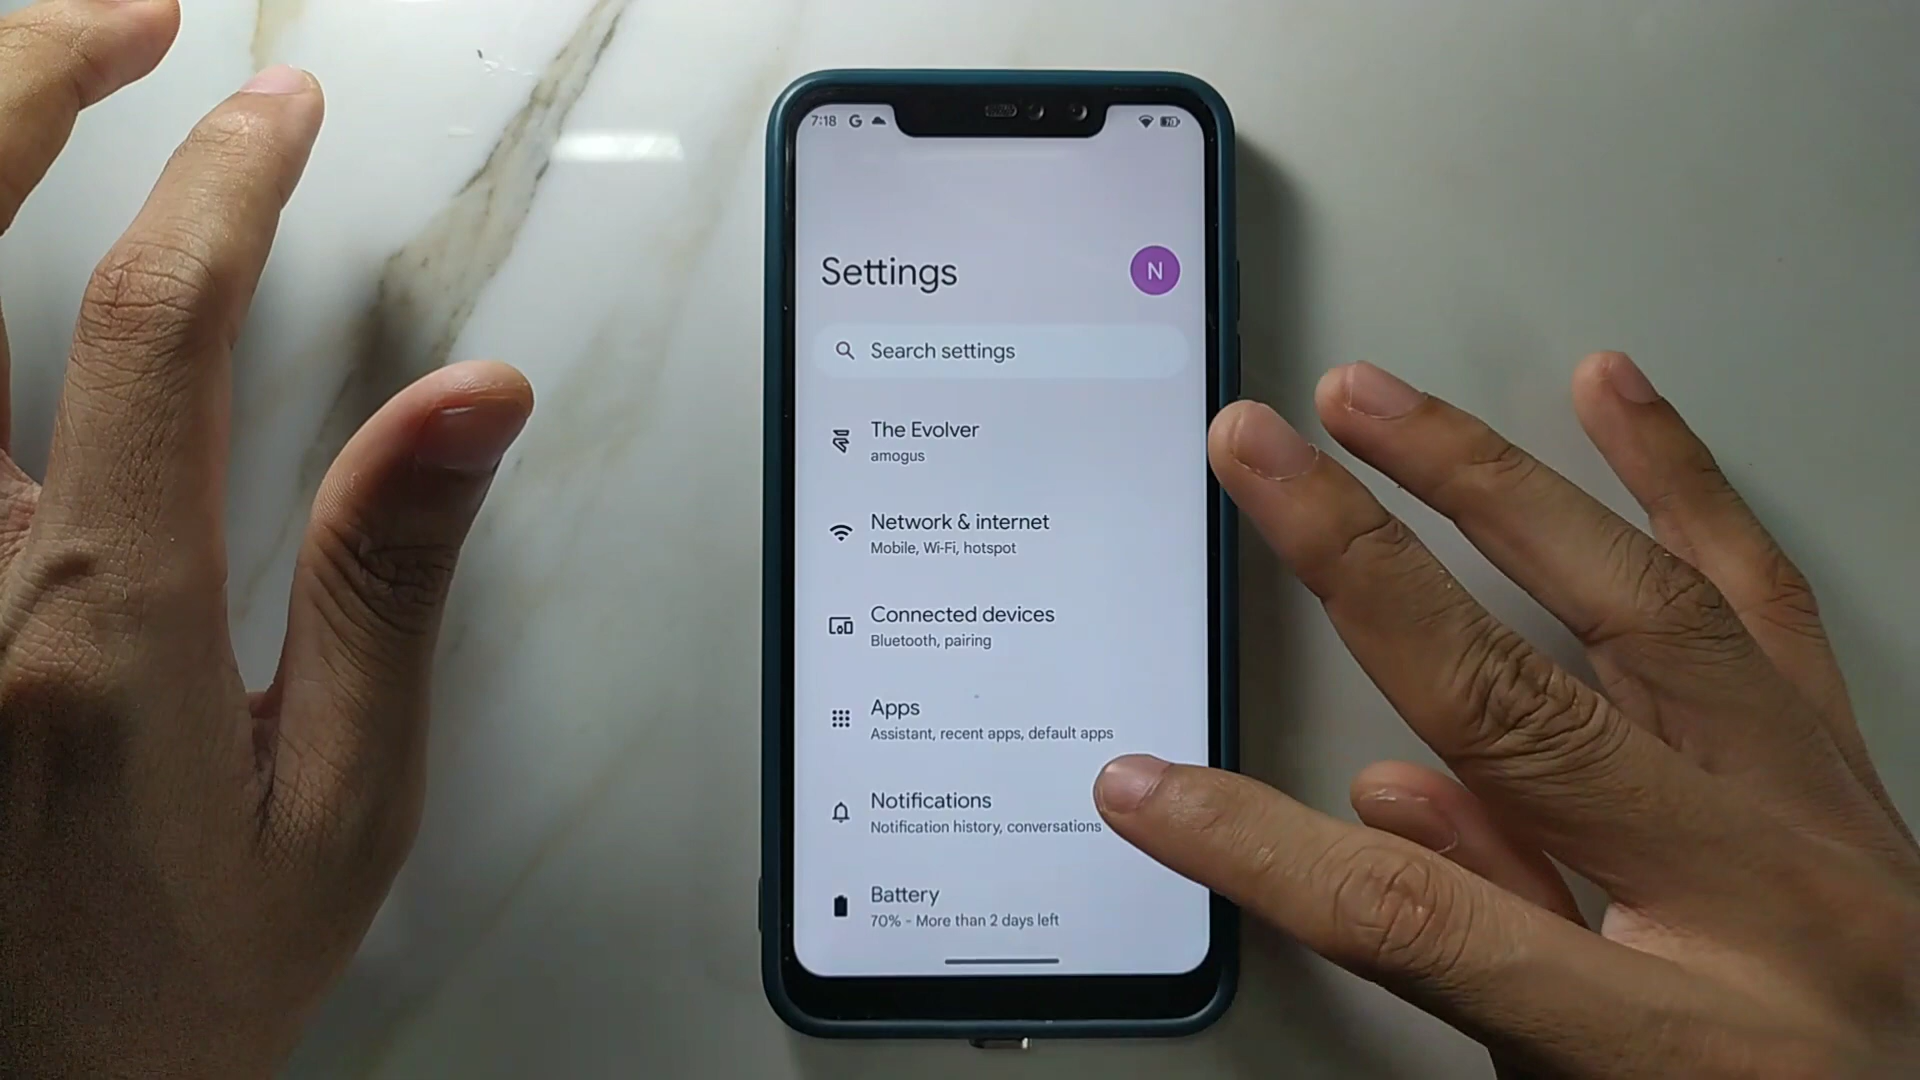 7:18
Settings
N
Search settings
The Evolver
amogus
Network & internet
Mobile, Wi-Fi, hotspot
Connected devices
Bluetooth, pairing
Apps
Assistant, recent apps, default apps
Notifications
Notification history, conversations
Battery
70% - More than 2 days left